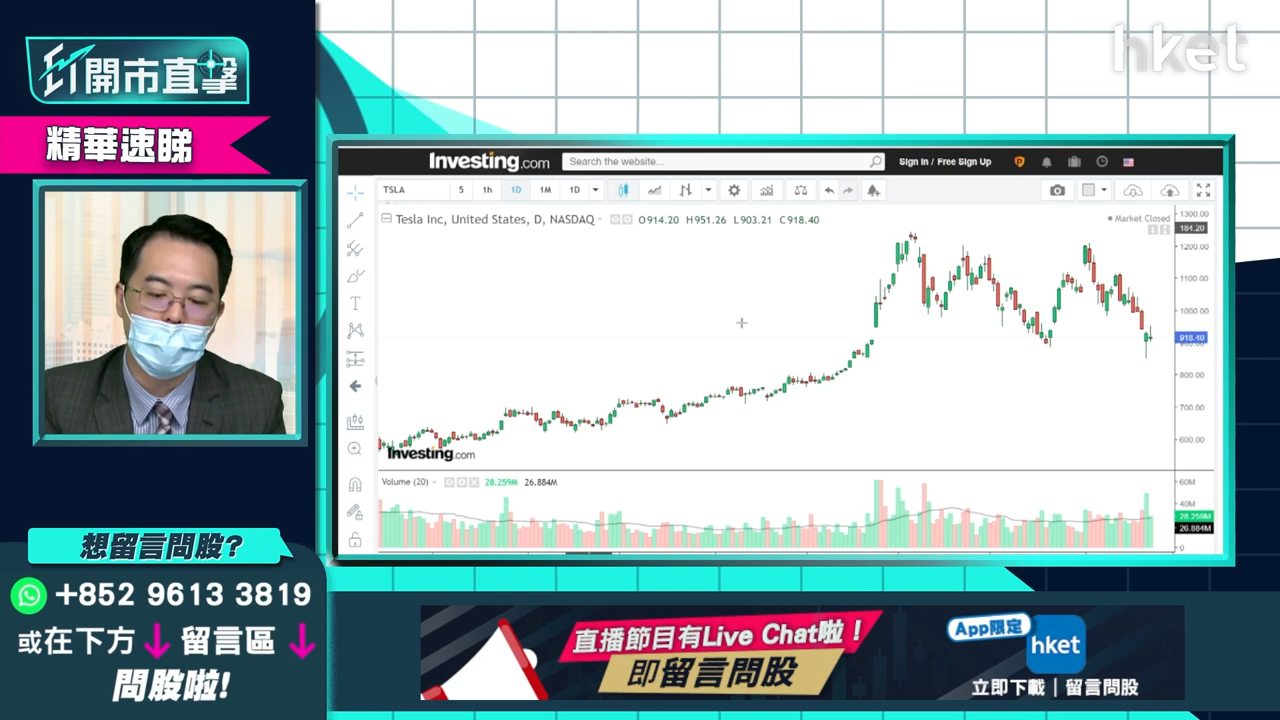 hket
ET開市直擊
精華速睇
Investing.com
Search the website...
Sign In / Free Sign Up
TSLA
5
1h
1D
1M
1D
Tesla Inc, United States, D, NASDAQ
O914.20 H951.26 L903.21 C918.40
Market Closed
1300.00
184.20
1200.00
1100.00
1000.00
918.40
800.00
700.00
600.00
Investing.com
Volume (20)
28.259M
26.884M
60M
40M
28.259M
26.884M
0
想留言問股?
+852 9613 3819
或在下方↓留言區↓
問股啦!
直播節目有Live Chat啦！
即留言問股
App限定
hket
立即下載｜留言問股